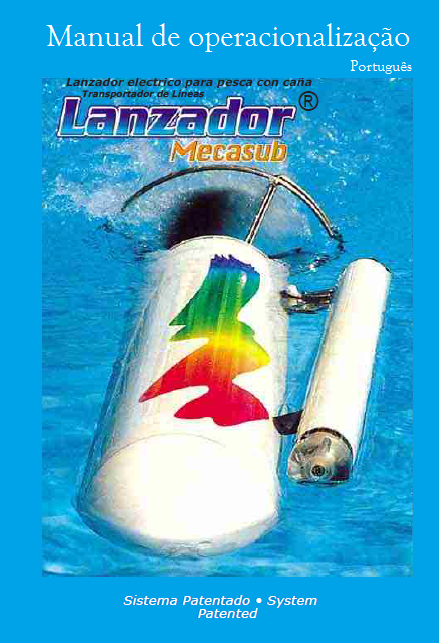 Manual de operacionalização
Português
Lanzador electrico para pesca con caña
Transportador de Lineas
Lanzador®
Mecasub
Sistema Patentado • System
Patented